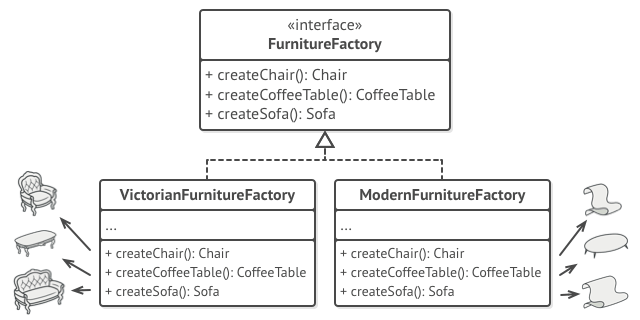 «interface»
FurnitureFactory
+ createChair(): Chair
+ createCoffeeTable(): CoffeeTable
+ createSofa(): Sofa
VictorianFurnitureFactory
...
+ createChair(): Chair
+ createCoffeeTable(): CoffeeTable
+ createSofa(): Sofa
ModernFurnitureFactory
...
+ createChair(): Chair
+ createCoffeeTable(): CoffeeTable
+ createSofa(): Sofa